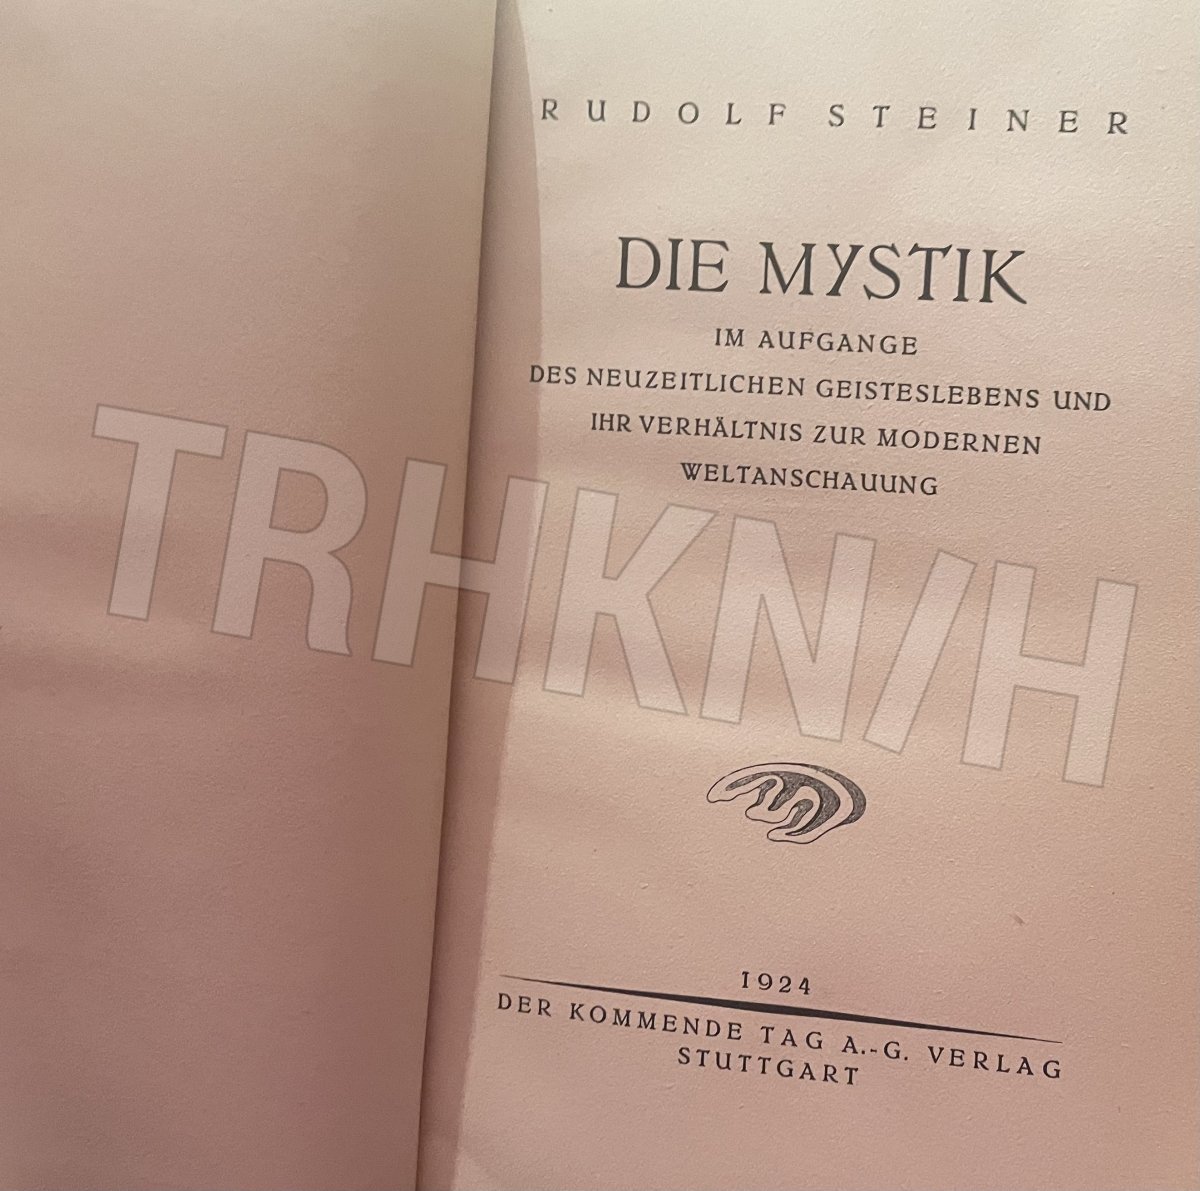 RUDOLF STEINER
DIE MYSTIK
IM AUFGANGE
DES NEUZEITLICHEN GEISTESLEBENS UND
IHR VERHÄLTNIS ZUR MODERNEN
WELTANSCHAUUNG
TRHKN/H
1924
DER KOMMENDE TAG A.-G. VERLAG
STUTTGART